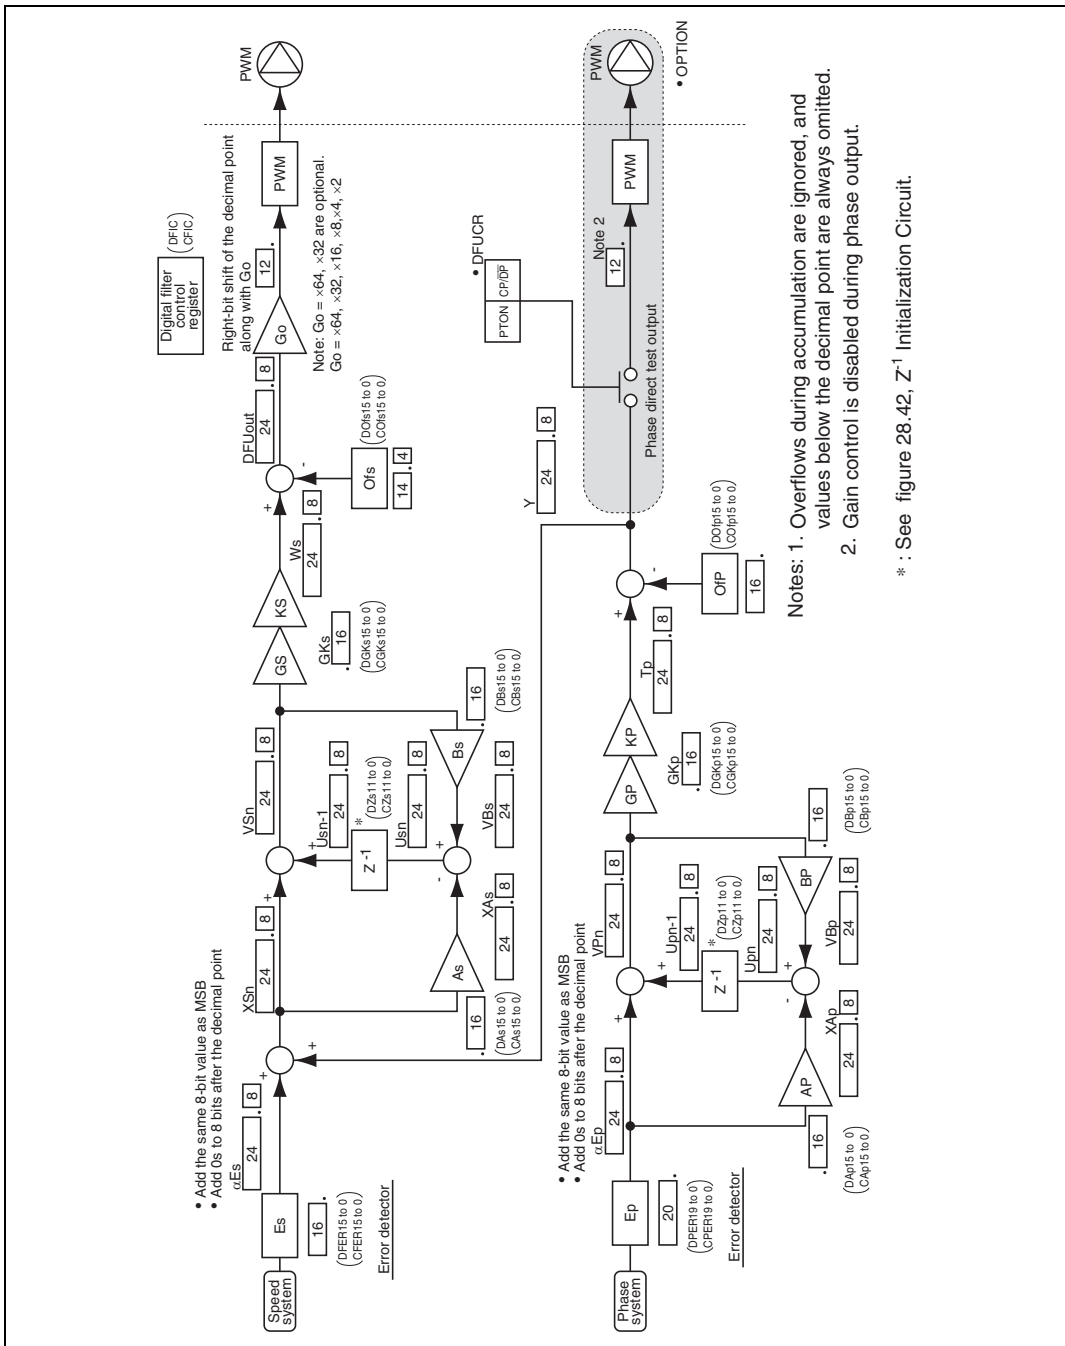 Speed system
Es
16 .
(DFER15 to 0)
(CFER15 to 0)
Error detector
• Add the same 8-bit value as MSB
• Add 0s to 8 bits after the decimal point
αEs
24 . 8
+
+
XSn
24 . 8
As
. 16
(DAs15 to 0)
(CAs15 to 0)
XAs
24 . 8
+
+
-
+
Usn-1
24 . 8
Z -1
*
(DZs11 to 0)
(CZs11 to 0)
Usn
24 . 8
VBs
24 . 8
VSn
24 . 8
Bs
. 16
(DBs15 to 0)
(CBs15 to 0)
GS
KS
GKs
. 16
(DGKs15 to 0)
(CGKs15 to 0)
Ws
24 . 8
+
-
Ofs
14 . 4
(DOfs15 to 0)
(COfs15 to 0)
DFUout
24 . 8
Go
Right-bit shift of the decimal point
along with Go
12 .
Note: Go = ×64, ×32 are optional.
Go = ×64, ×32, ×16, ×8,×4, ×2
Digital filter
control
register
(DFIC)
(CFIC)
PWM
PWM
Phase system
Ep
20 .
(DPER19 to 0)
(CPER19 to 0)
Error detector
• Add the same 8-bit value as MSB
• Add 0s to 8 bits after the decimal point
αEp
24 . 8
AP
. 16
(DAp15 to 0)
(CAp15 to 0)
XAp
24 . 8
+
+
-
+
Upn-1
24 . 8
Z -1
*
(DZp11 to 0)
(CZp11 to 0)
Upn
24 . 8
VBp
24 . 8
VPn
24 . 8
BP
. 16
(DBp15 to 0)
(CBp15 to 0)
GP
KP
GKp
. 16
(DGKp15 to 0)
(CGKp15 to 0)
Tp
24 . 8
+
-
OfP
16 .
(DOfp15 to 0)
(COfp15 to 0)
Y
24 . 8
Phase direct test output
• DFUCR
PTON CP/DP
Note 2
12 .
PWM
PWM
• OPTION
Notes: 1. Overflows during accumulation are ignored, and
values below the decimal point are always omitted.
2. Gain control is disabled during phase output.
* : See figure 28.42, Z-1 Initialization Circuit.